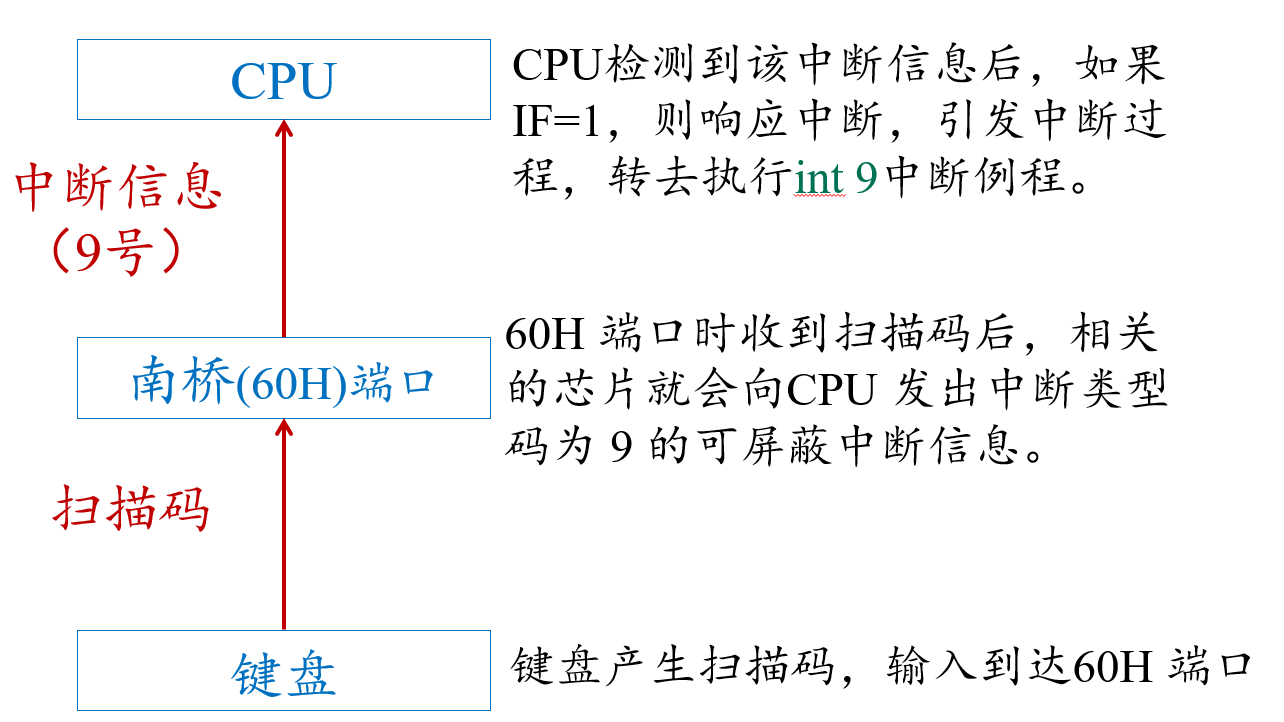 CPU
CPU检测到该中断信息后，如果
IF=1，则响应中断，引发中断过
程，转去执行int 9中断例程。
中断信息
（9号）
南桥(60H)端口
60H 端口时收到扫描码后，相关
的芯片就会向CPU 发出中断类型
码为 9 的可屏蔽中断信息。
扫描码
键盘
键盘产生扫描码，输入到达60H 端口